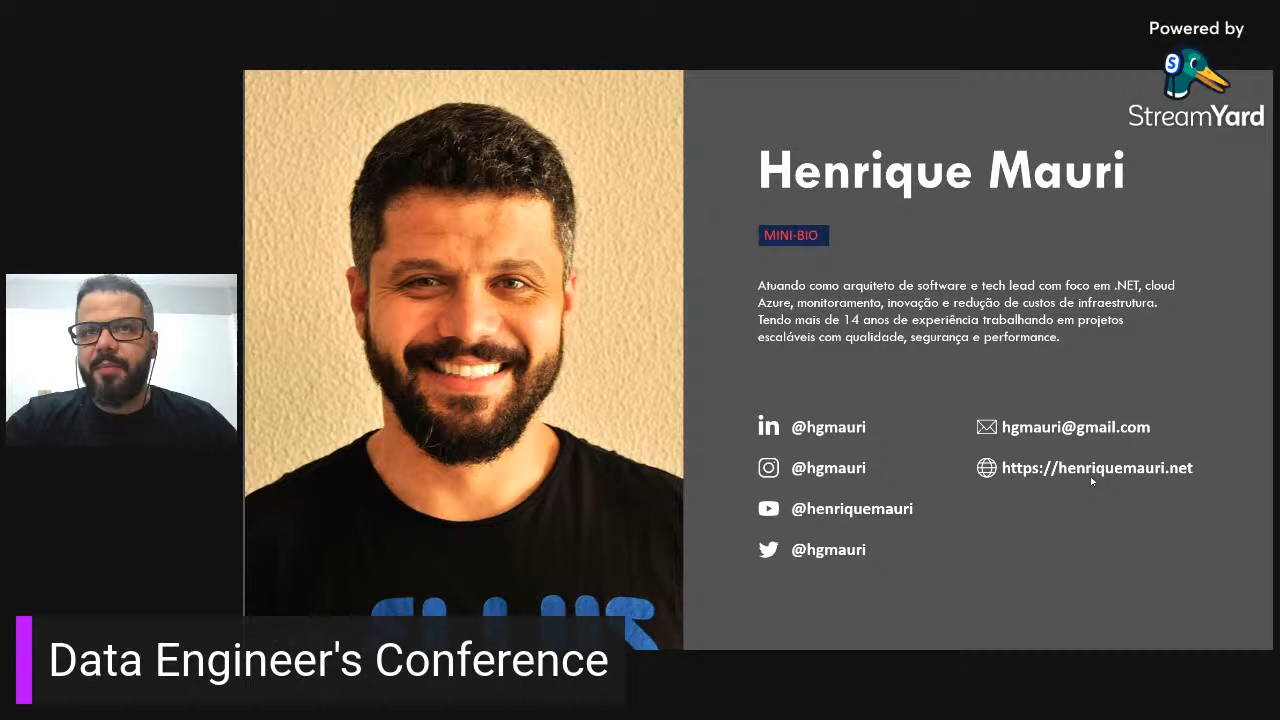 Powered by
StreamYard
Henrique Mauri
MINI-BIO
Atuando como arquiteto de software e tech lead com foco em .NET, cloud
Azure, monitoramento, inovação e redução de custos de infraestrutura.
Tendo mais de 14 anos de experiência trabalhando em projetos
escaláveis com qualidade, segurança e performance.
@hgmauri
hgmauri@gmail.com
@hgmauri
https://henriquemauri.net
@henriquemauri
@hgmauri
Data Engineer's Conference